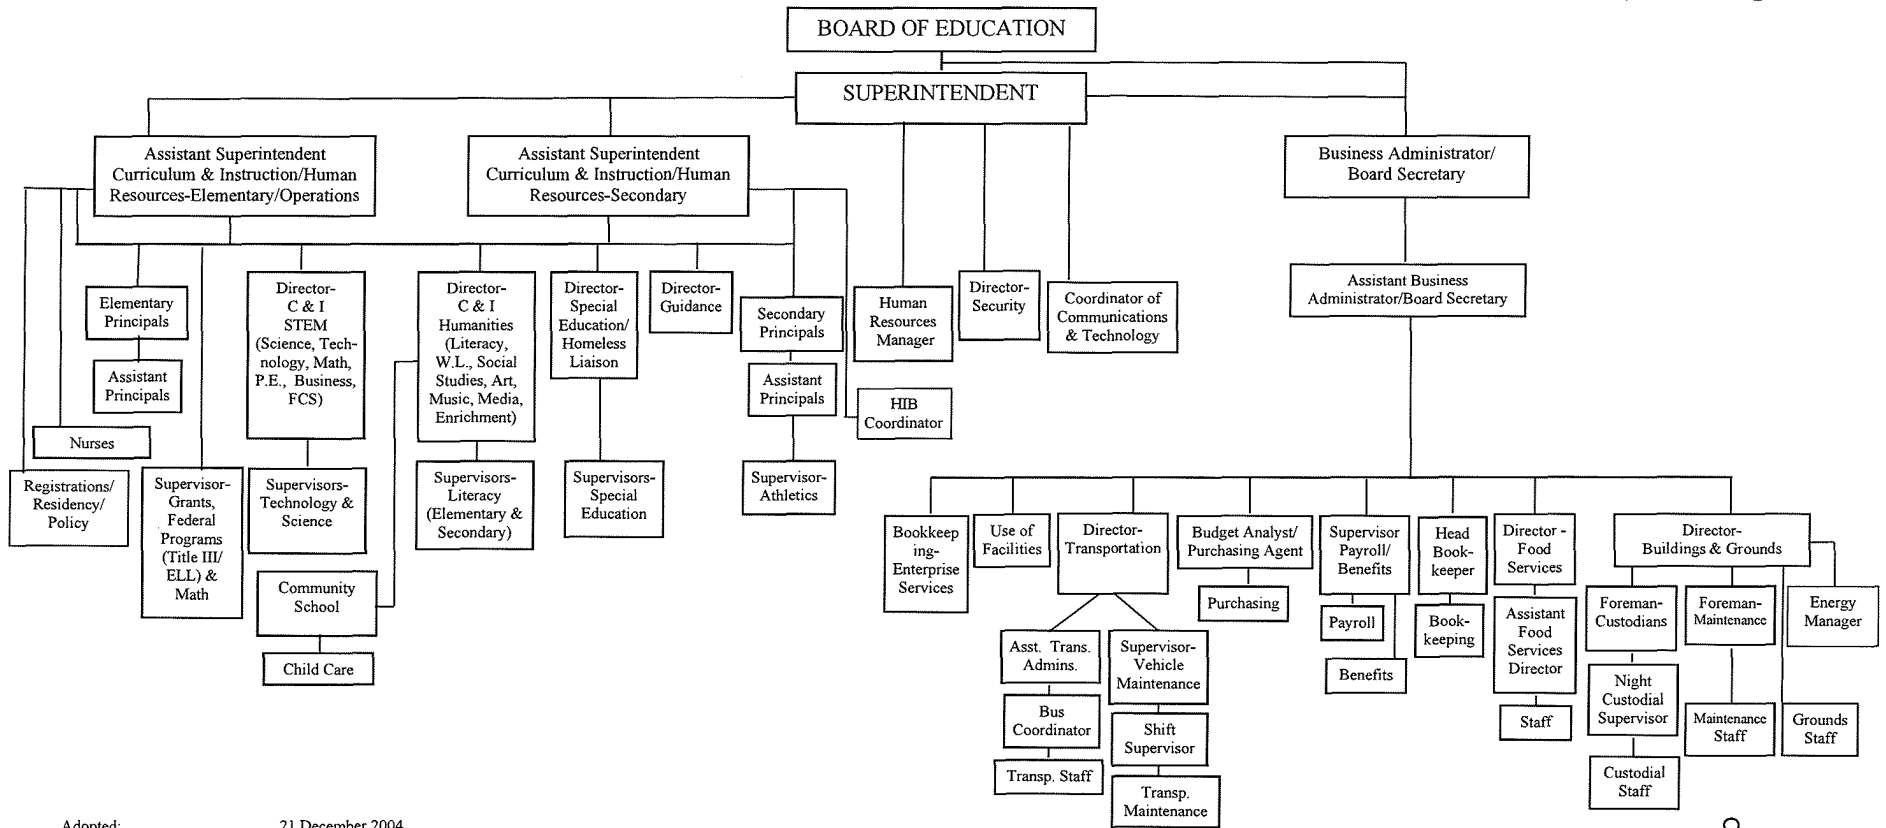 BOARD OF EDUCATION
SUPERINTENDENT
Assistant Superintendent
Curriculum & Instruction/Human
Resources-Elementary/Operations
Assistant Superintendent
Curriculum & Instruction/Human
Resources-Secondary
Business Administrator/
Board Secretary
Elementary
Principals
Assistant
Principals
Nurses
Registrations/
Residency/
Policy
Supervisor-
Grants,
Federal
Programs
(Title III/
ELL) &
Math
Director-
C & I
STEM
(Science, Tech-
nology, Math,
P.E., Business,
FCS)
Supervisors-
Technology &
Science
Community
School
Child Care
Director-
C & I
Humanities
(Literacy,
W.L., Social
Studies, Art,
Music, Media,
Enrichment)
Supervisors-
Literacy
(Elementary &
Secondary)
Director-
Special
Education/
Homeless
Liaison
Supervisors-
Special
Education
Director-
Guidance
Secondary
Principals
Assistant
Principals
Supervisor-
Athletics
HIB
Coordinator
Human
Resources
Manager
Director-
Security
Coordinator of
Communications
& Technology
Assistant Business
Administrator/Board Secretary
Bookkeep
ing-
Enterprise
Services
Use of
Facilities
Director-
Transportation
Asst. Trans.
Admins.
Bus
Coordinator
Transp. Staff
Supervisor-
Vehicle
Maintenance
Shift
Supervisor
Transp.
Maintenance
Budget Analyst/
Purchasing Agent
Purchasing
Supervisor
Payroll/
Benefits
Payroll
Benefits
Head
Book-
keeper
Book-
keeping
Director -
Food
Services
Assistant
Food
Services
Director
Staff
Director-
Buildings & Grounds
Foreman-
Custodians
Night
Custodial
Supervisor
Custodial
Staff
Foreman-
Maintenance
Maintenance
Staff
Grounds
Staff
Energy
Manager
Adopted: 21 December 2004